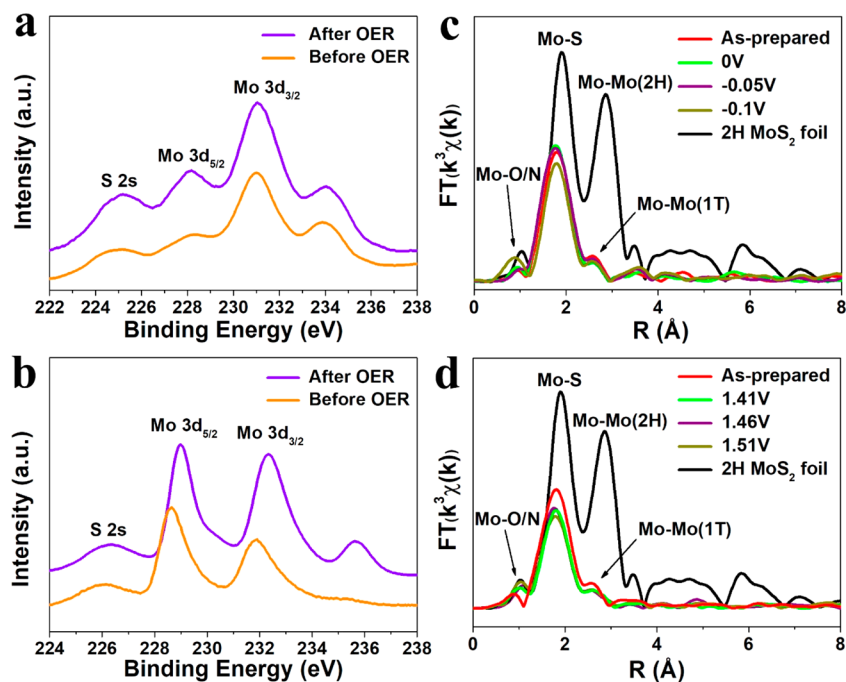 a
After OER
Before OER
Mo 3d3/2
Mo 3d5/2
S 2s
Intensity (a.u.)
222 224 226 228 230 232 234 236 238
Binding Energy (eV)
c
Mo-S
As-prepared
0V
-0.05V
-0.1V
2H MoS2 foil
Mo-Mo(2H)
Mo-O/N
Mo-Mo(1T)
FT(k3χ(k))
0 2 4 6 8
R (Å)
b
After OER
Before OER
Mo 3d5/2
Mo 3d3/2
S 2s
Intensity (a.u.)
224 226 228 230 232 234 236 238
Binding Energy (eV)
d
Mo-S
As-prepared
1.41V
1.46V
1.51V
2H MoS2 foil
Mo-Mo(2H)
Mo-O/N
Mo-Mo(1T)
FT(k3χ(k))
0 2 4 6 8
R (Å)